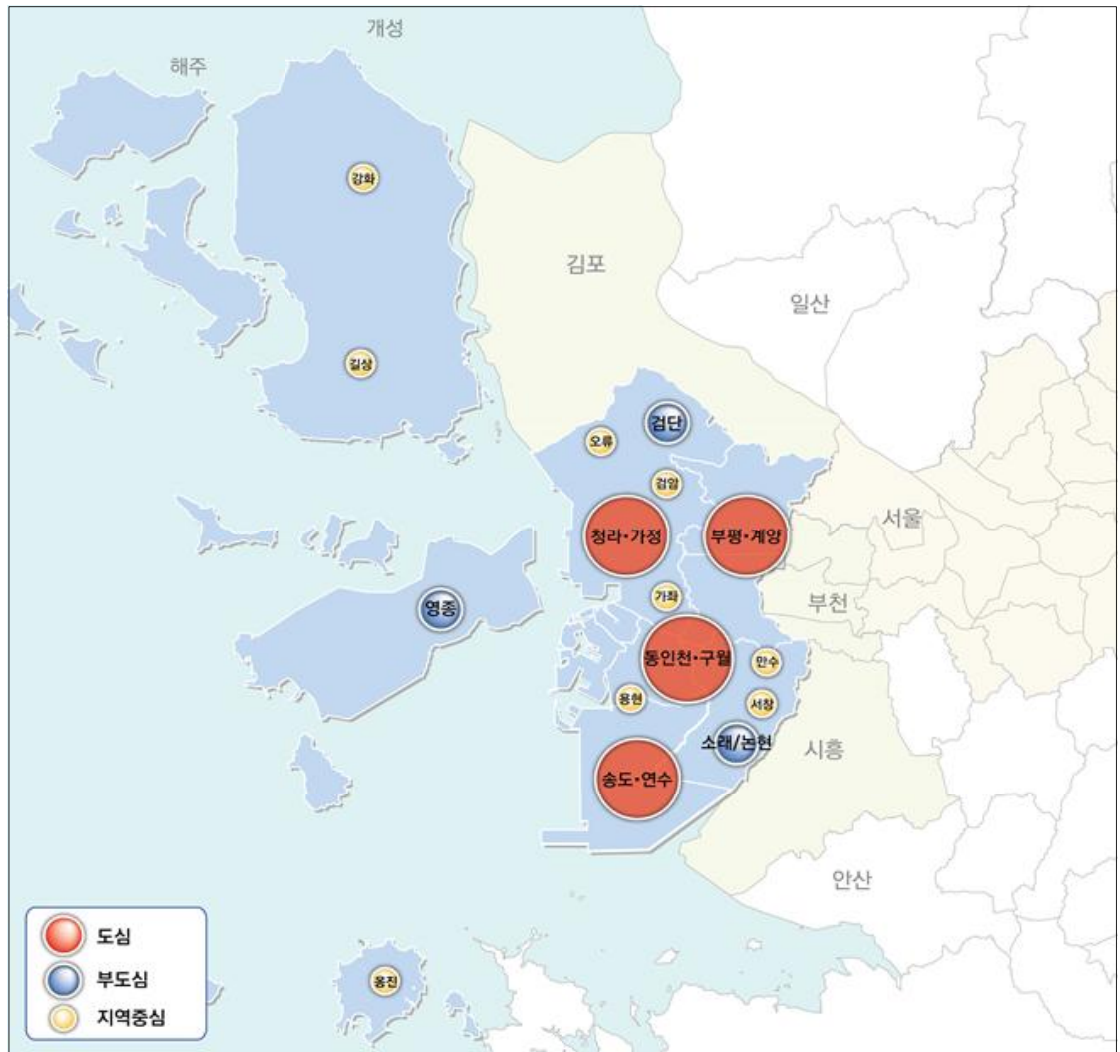 개성
해주
강화
김포
일산
길상
검단
오류
검암
서울
청라·가정
부평·계양
가좌
부천
영종
동인천·구월
만수
용현
서창
소래/논현
시흥
송도·연수
안산
옹진
도심
부도심
지역중심